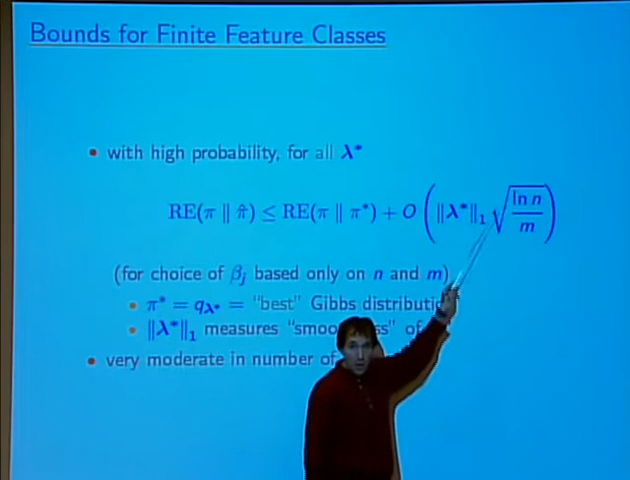 Bounds for Finite Feature Classes
• with high probability, for all λ*
RE(π ∥ π̂) ≤ RE(π ∥ π*) + O(∥λ*∥₁ √(ln n / m))
(for choice of βⱼ based only on n and m)
• π* = q_λ* = "best" Gibbs
• ∥λ*∥₁ measures of
• very moderate in number of